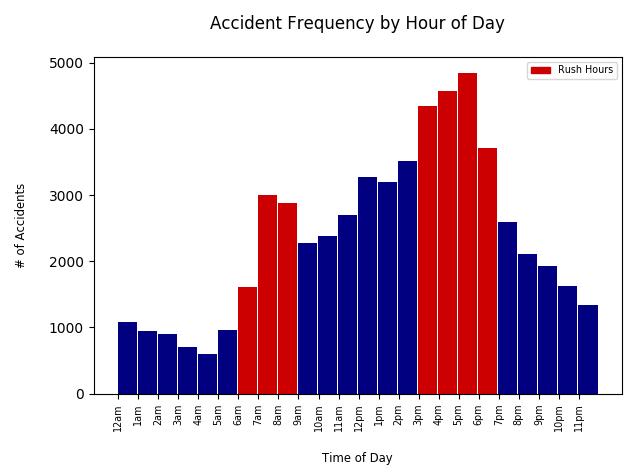 Accident Frequency by Hour of Day
Rush Hours
5000
4000
3000
2000
1000
0
# of Accidents
12am
1am
2am
3am
4am
5am
6am
7am
8am
9am
10am
11am
12pm
1pm
2pm
3pm
4pm
5pm
6pm
7pm
8pm
9pm
10pm
11pm
Time of Day